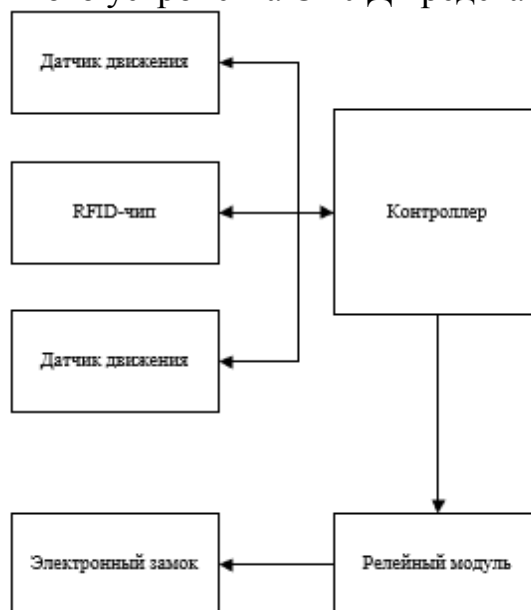 Датчик движения
RFID-чип
Контроллер
Датчик движения
Электронный замок
Релейный модуль